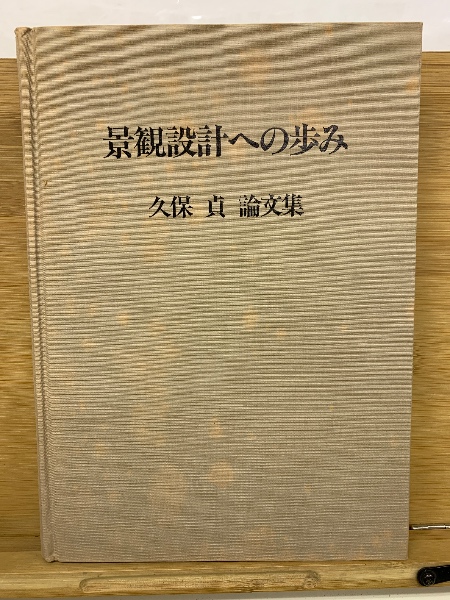 景観設計への歩み
久保 貞 論文集